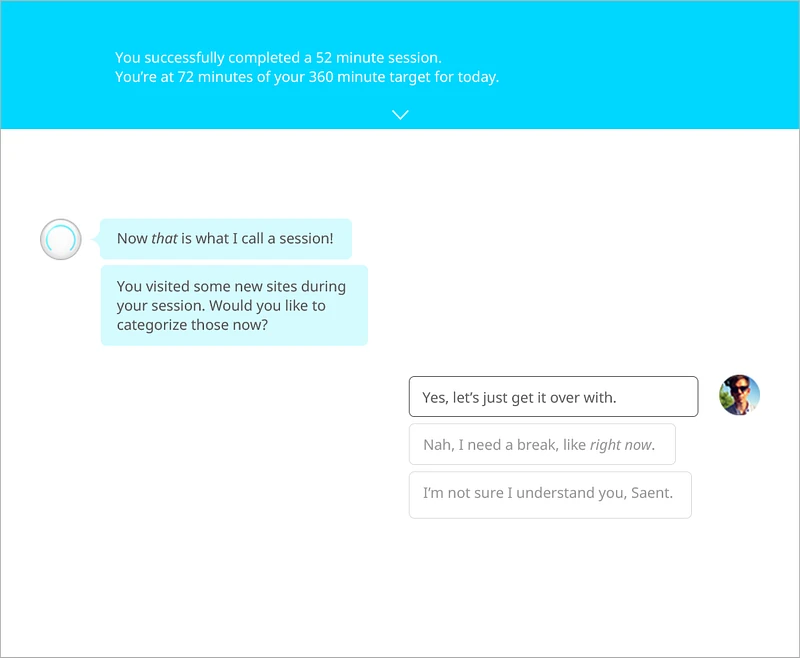 You successfully completed a 52 minute session.
You're at 72 minutes of your 360 minute target for today.
Now that is what I call a session!
You visited some new sites during
your session. Would you like to
categorize those now?
Yes, let's just get it over with.
Nah, I need a break, like right now.
I'm not sure I understand you, Saent.